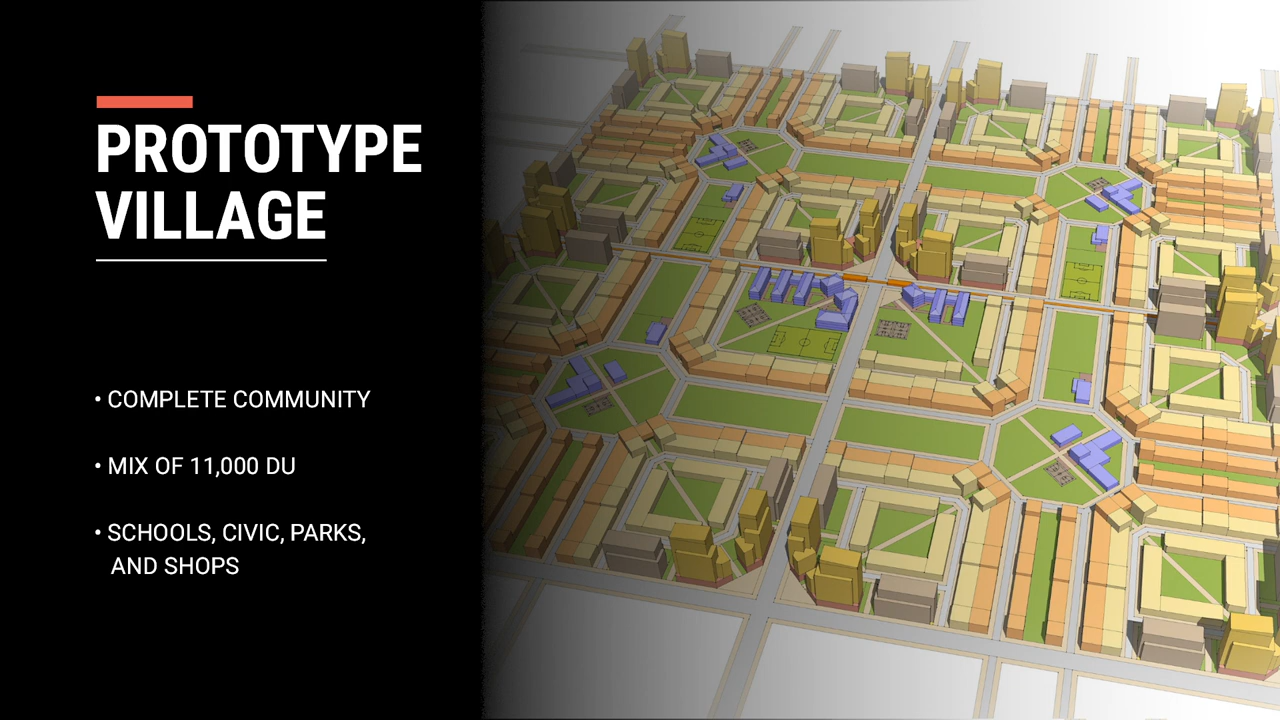 PROTOTYPE
VILLAGE
• COMPLETE COMMUNITY
• MIX OF 11,000 DU
• SCHOOLS, CIVIC, PARKS,
AND SHOPS